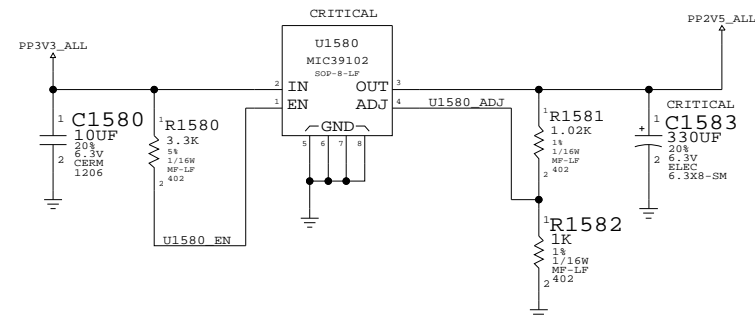 CRITICAL
PP2V5_ALL
PP3V3_ALL
U1580
MIC39102
SOP-8-LF
2 IN OUT 3
1 EN ADJ 4
U1580_ADJ
GND
5 6 7 8
1 C1580
10UF
20%
6.3V
CERM
1206
2
1 R1580
3.3K
5%
1/16W
MF-LF
402
2
U1580_EN
1 R1581
1.02K
1%
1/16W
MF-LF
402
2
CRITICAL
1 C1583
+ 330UF
20%
6.3V
ELEC
6.3X8-SM
2
1 R1582
1K
1%
1/16W
MF-LF
402
2